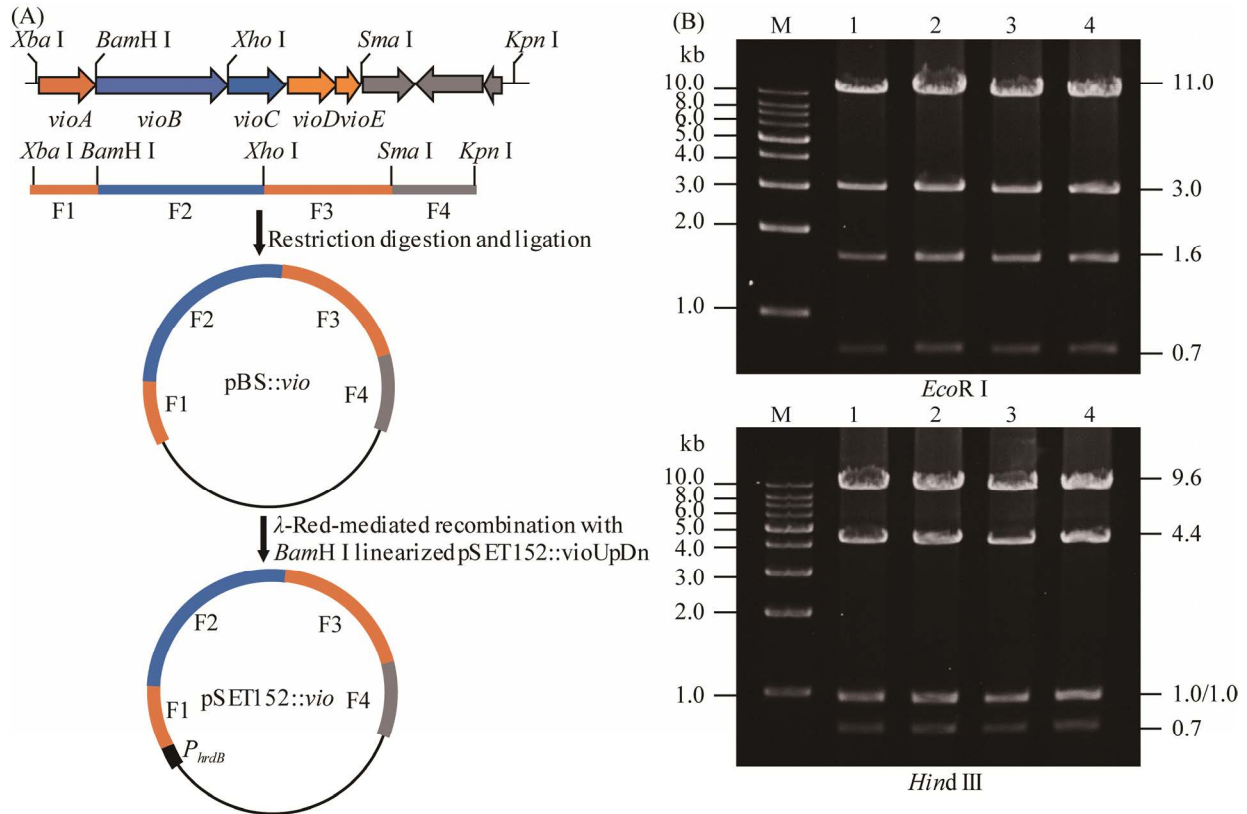 (A)
Xba I BamH I Xho I Sma I Kpn I
vioA vioB vioC vioDvioE
Xba I BamH I Xho I Sma I Kpn I
F1 F2 F3 F4
Restriction digestion and ligation
F2 F3
pBS::vio
F1 F4
λ-Red-mediated recombination with
BamH I linearized pSET152::vioUpDn
F2 F3
pSET152::vio
F1 F4
PhrdB
(B)
M 1 2 3 4
kb
10.0 11.0
8.0
6.0
5.0
4.0
3.0 3.0
2.0
1.6
1.0
0.7
EcoR I
M 1 2 3 4
kb
10.0 9.6
8.0
6.0
5.0
4.0 4.4
3.0
2.0
1.0 1.0/1.0
0.7
Hind III